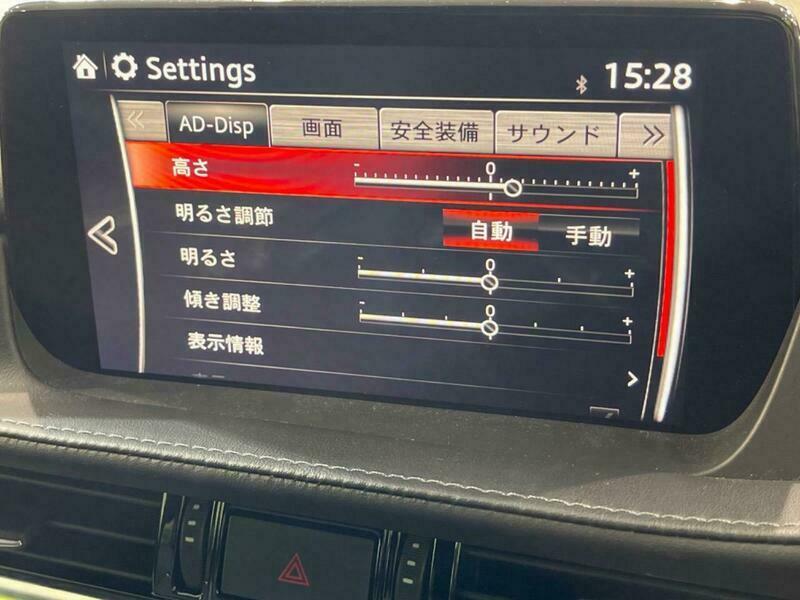 Settings
15:28
AD-Disp 画面 安全装備 サウンド
高さ - 0 +
明るさ調節 自動 手動
明るさ - 0 +
傾き調整 - 0 +
表示情報